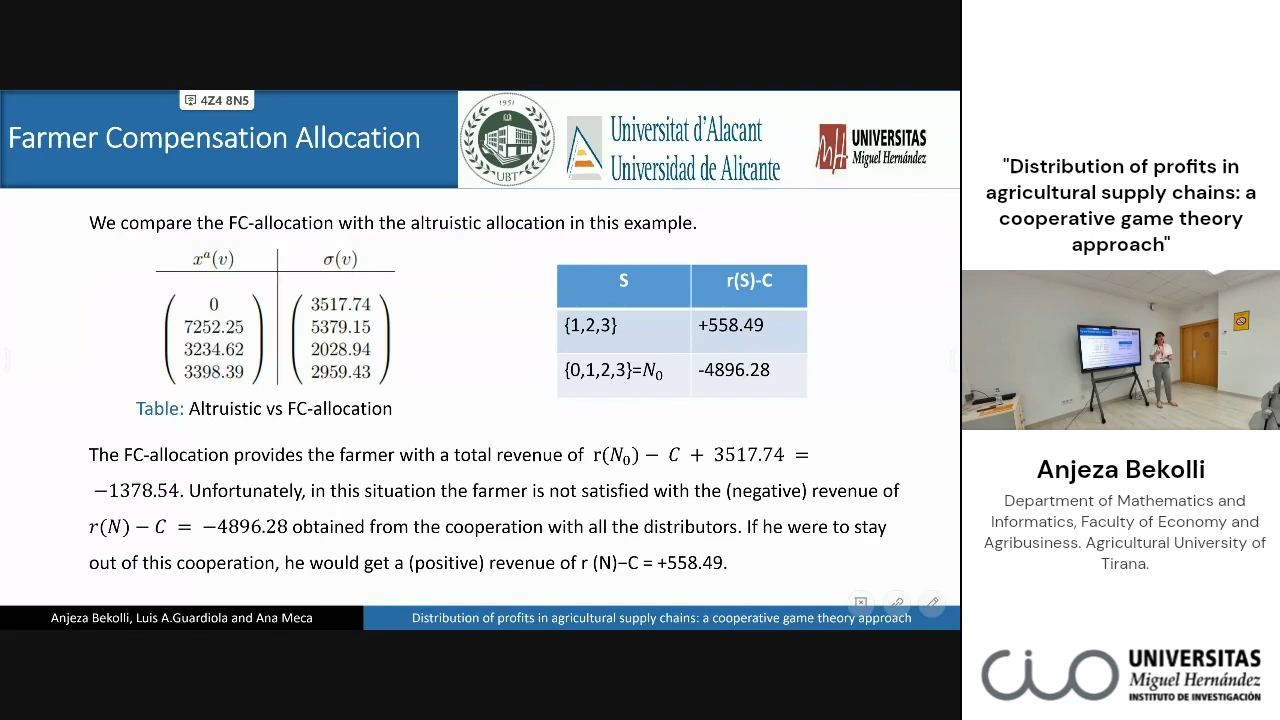 4Z4 8N5
Farmer Compensation Allocation
1951
UBT
Universitat d'Alacant
Universidad de Alicante
UNIVERSITAS
Miguel Hernández
We compare the FC-allocation with the altruistic allocation in this example.
xᵃ(v) σ(v)
0 3517.74
7252.25 5379.15
3234.62 2028.94
3398.39 2959.43
Table: Altruistic vs FC-allocation
S r(S)-C
{1,2,3} +558.49
{0,1,2,3}=N₀ -4896.28
The FC-allocation provides the farmer with a total revenue of r(N₀) − C + 3517.74 =
−1378.54. Unfortunately, in this situation the farmer is not satisfied with the (negative) revenue of
r(N) − C = −4896.28 obtained from the cooperation with all the distributors. If he were to stay
out of this cooperation, he would get a (positive) revenue of r (N)−C = +558.49.
Anjeza Bekolli, Luis A.Guardiola and Ana Meca
Distribution of profits in agricultural supply chains: a cooperative game theory approach
"Distribution of profits in
agricultural supply chains: a
cooperative game theory
approach"
Anjeza Bekolli
Department of Mathematics and
Informatics, Faculty of Economy and
Agribusiness. Agricultural University of
Tirana.
CIO
UNIVERSITAS
Miguel Hernández
INSTITUTO DE INVESTIGACIÓN